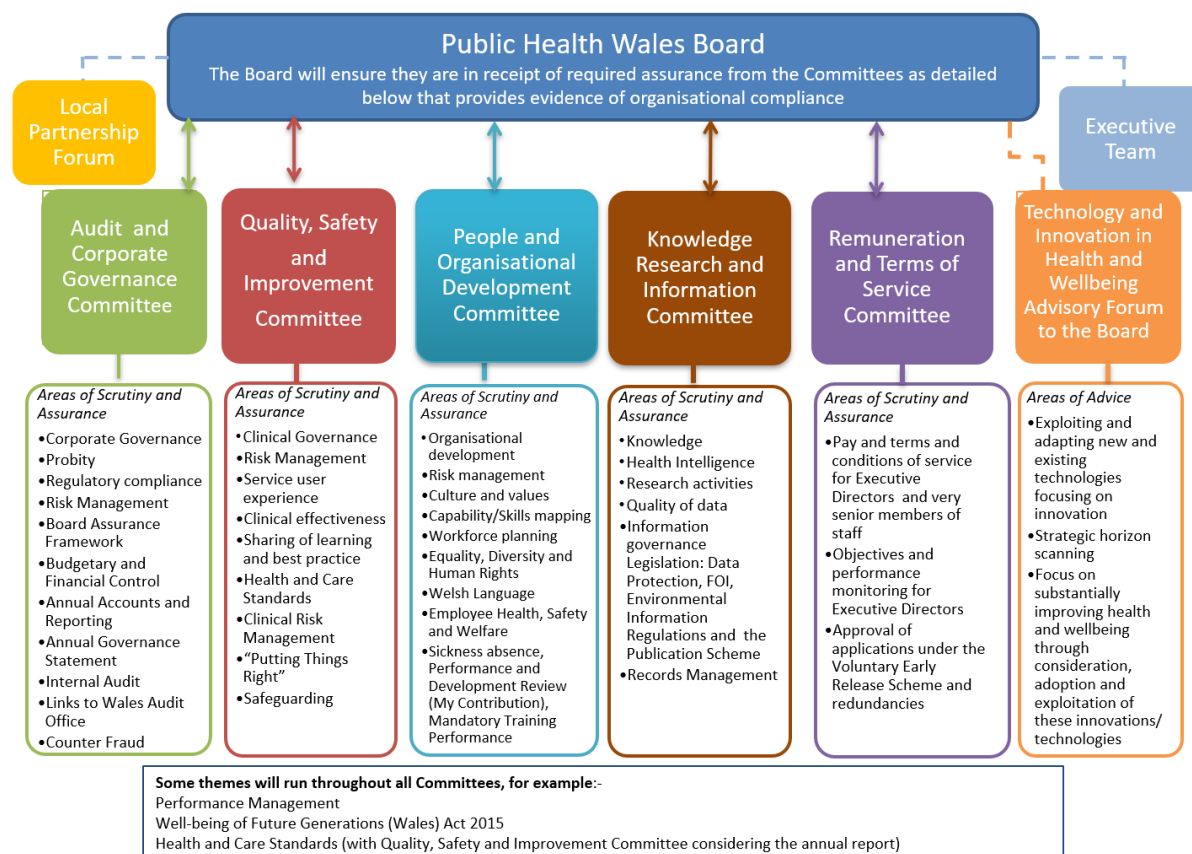 Public Health Wales Board
The Board will ensure they are in receipt of required assurance from the Committees as detailed
below that provides evidence of organisational compliance
Local
Partnership
Forum
Executive
Team
Audit and
Corporate
Governance
Committee
Quality, Safety
and
Improvement
Committee
People and
Organisational
Development
Committee
Knowledge
Research and
Information
Committee
Remuneration
and Terms of
Service
Committee
Technology and
Innovation in
Health and
Wellbeing
Advisory Forum
to the Board
Areas of Scrutiny and
Assurance
•Corporate Governance
•Probity
•Regulatory compliance
•Risk Management
•Board Assurance
Framework
•Budgetary and
Financial Control
•Annual Accounts and
Reporting
•Annual Governance
Statement
•Internal Audit
•Links to Wales Audit
Office
•Counter Fraud
Areas of Scrutiny and
Assurance
•Clinical Governance
•Risk Management
•Service user
experience
•Clinical effectiveness
•Sharing of learning
and best practice
•Health and Care
Standards
•Clinical Risk
Management
•“Putting Things
Right”
•Safeguarding
Areas of Scrutiny and
Assurance
•Organisational
development
•Risk management
•Culture and values
•Capability/Skills mapping
•Workforce planning
•Equality, Diversity and
Human Rights
•Welsh Language
•Employee Health, Safety
and Welfare
•Sickness absence,
Performance and
Development Review
(My Contribution),
Mandatory Training
Performance
Areas of Scrutiny and
Assurance
•Knowledge
•Health Intelligence
•Research activities
•Quality of data
•Information
governance
Legislation: Data
Protection, FOI,
Environmental
Information
Regulations and the
Publication Scheme
•Records Management
Areas of Scrutiny and
Assurance
•Pay and terms and
conditions of service
for Executive
Directors and very
senior members of
staff
•Objectives and
performance
monitoring for
Executive Directors
•Approval of
applications under the
Voluntary Early
Release Scheme and
redundancies
Areas of Advice
•Exploiting and
adapting new and
existing
technologies
focusing on
innovation
•Strategic horizon
scanning
•Focus on
substantially
improving health
and wellbeing
through
consideration,
adoption and
exploitation of
these innovations/
technologies
Some themes will run throughout all Committees, for example:-
Performance Management
Well-being of Future Generations (Wales) Act 2015
Health and Care Standards (with Quality, Safety and Improvement Committee considering the annual report)